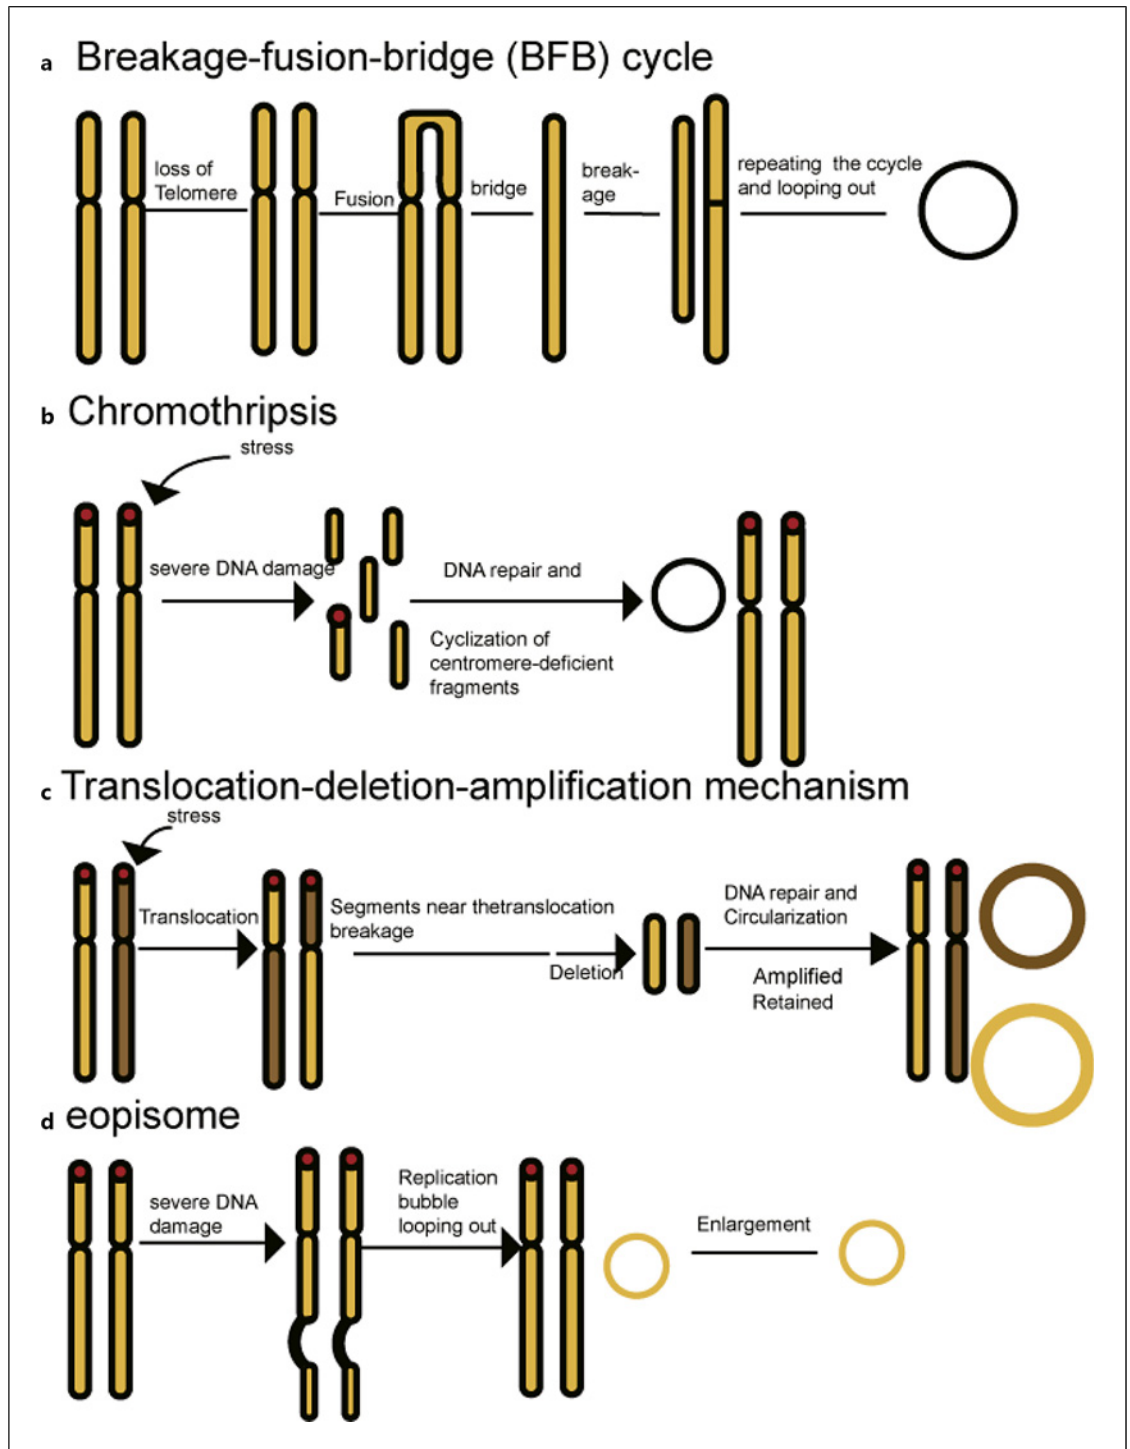 a Breakage-fusion-bridge (BFB) cycle
loss of
Telomere
Fusion
bridge
break-
age
repeating the ccycle
and looping out
b Chromothripsis
stress
severe DNA damage
DNA repair and
Cyclization of
centromere-deficient
fragments
c Translocation-deletion-amplification mechanism
stress
Translocation
Segments near thetranslocation
breakage
Deletion
DNA repair and
Circularization
Amplified
Retained
d eopisome
severe DNA
damage
Replication
bubble
looping out
Enlargement